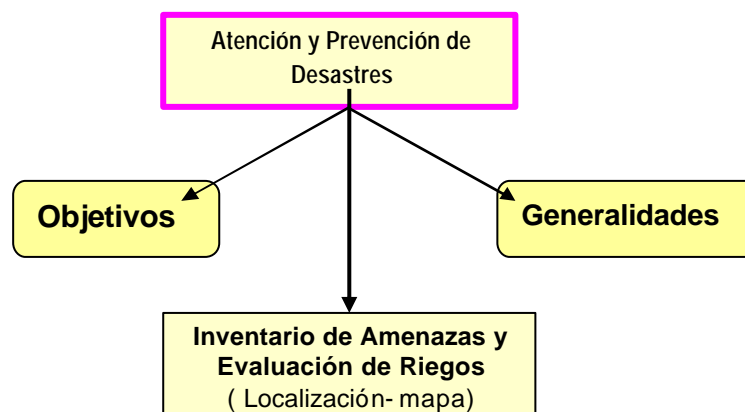 Atención y Prevención de
Desastres
Objetivos
Generalidades
Inventario de Amenazas y
Evaluación de Riegos
( Localización- mapa)